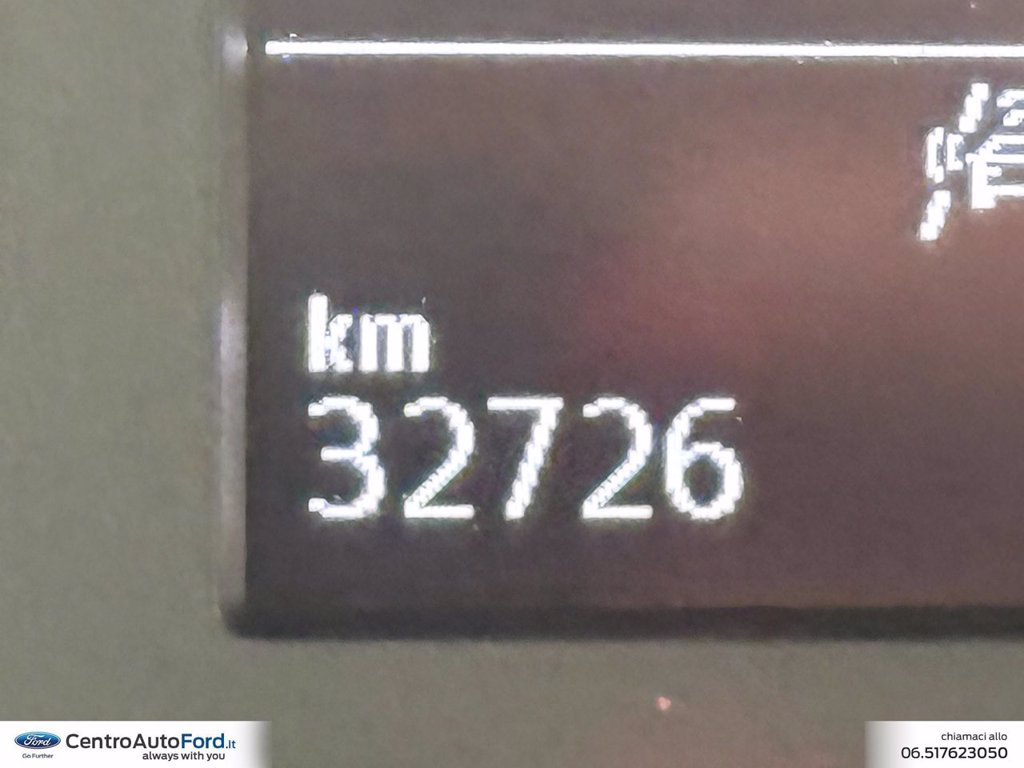 km
32726
Ford
Go Further
CentroAutoFord.it
always with you
chiamaci allo
06.517623050